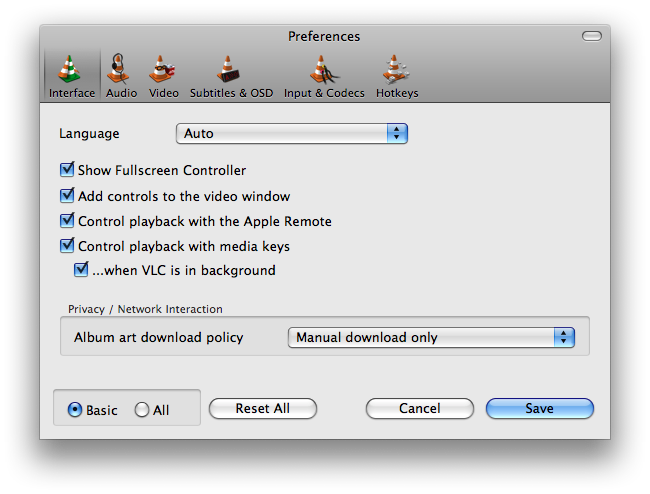 Preferences
Interface Audio Video Subtitles & OSD Input & Codecs Hotkeys
Language Auto
Show Fullscreen Controller
Add controls to the video window
Control playback with the Apple Remote
Control playback with media keys
...when VLC is in background
Privacy / Network Interaction
Album art download policy Manual download only
Basic All Reset All Cancel Save